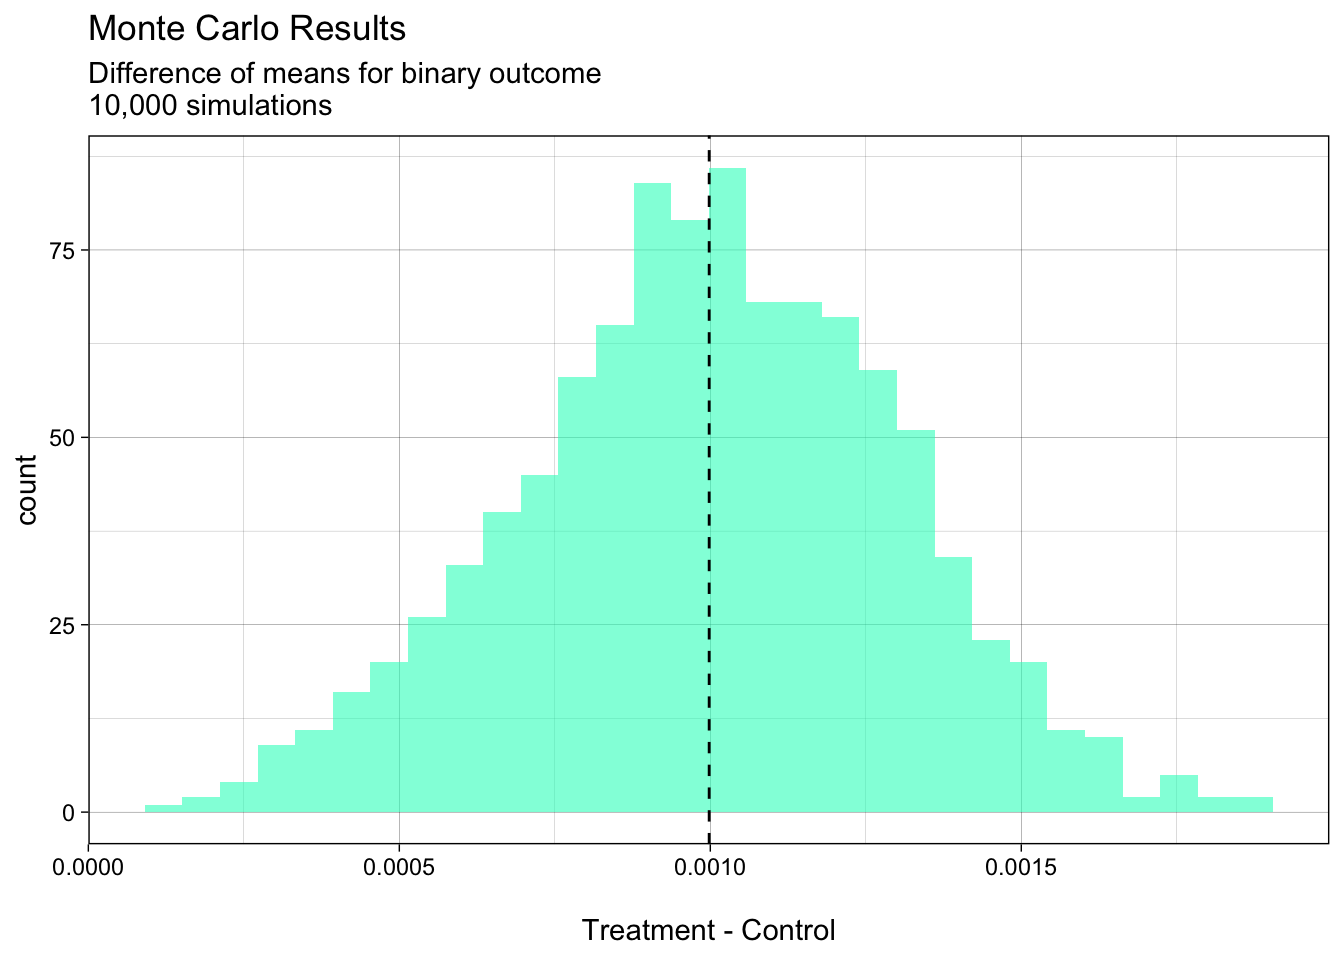 Monte Carlo Results
Difference of means for binary outcome
10,000 simulations
75
50
25
0
count
0.0000
0.0005
0.0010
0.0015
Treatment - Control